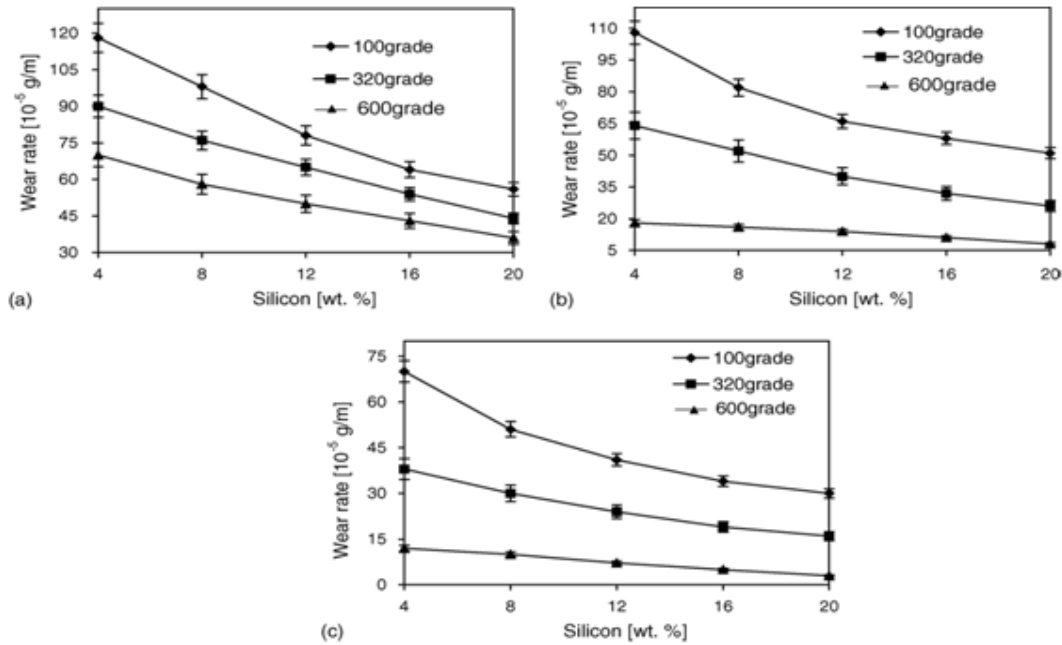 120
105
90
75
60
45
30
Wear rate [10⁻⁵ g/m]
100grade
320grade
600grade
4 8 12 16 20
Silicon [wt. %]
(a)
110
95
80
65
50
35
20
5
Wear rate [10⁻⁵ g/m]
100grade
320grade
600grade
4 8 12 16 20
Silicon [wt. %]
(b)
75
60
45
30
15
0
Wear rate [10⁻⁵ g/m]
100grade
320grade
600grade
4 8 12 16 20
Silicon [wt. %]
(c)